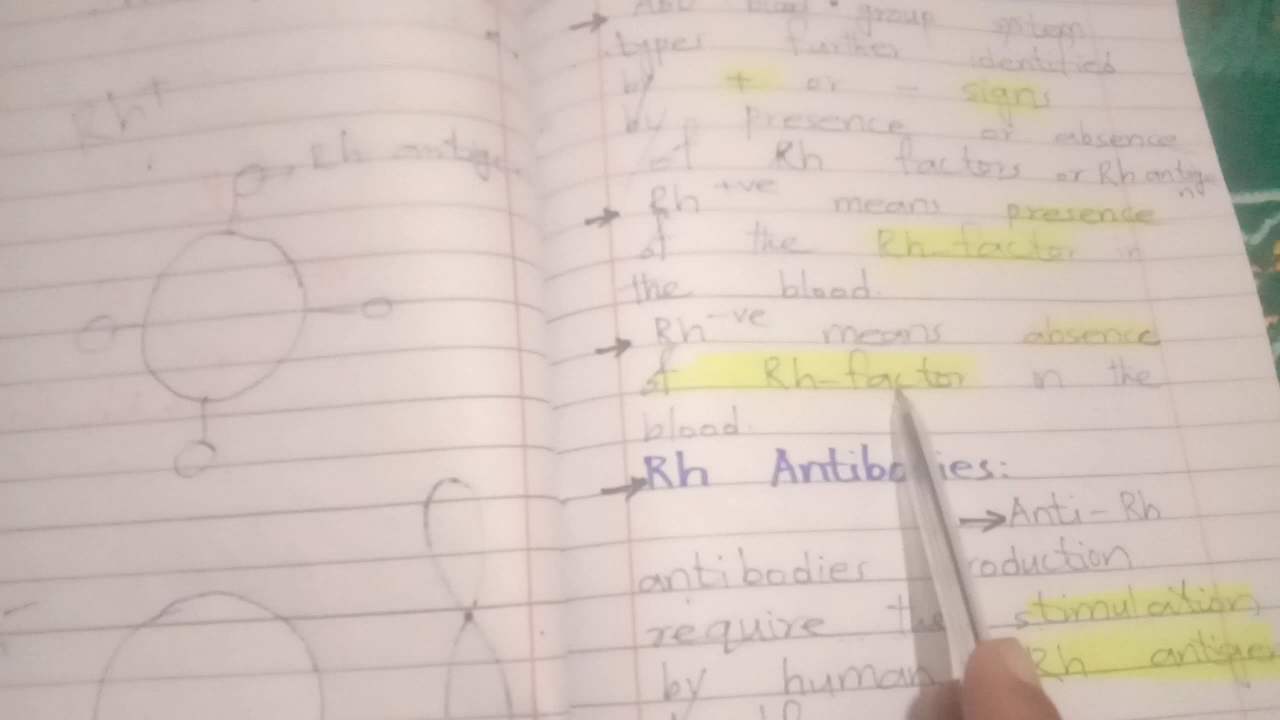 Rh+
Rh antigen
ABO blood group system
types further identified
by + or - signs
by presence or absence
of Rh factors or Rh antigen
Rh +ve means presence
of the Rh factor in
the blood.
Rh -ve means absence
of Rh-factor in the
blood.
Rh Antibodies:
Anti-Rh
antibodies roduction
require the stimulation
by human Rh antigen